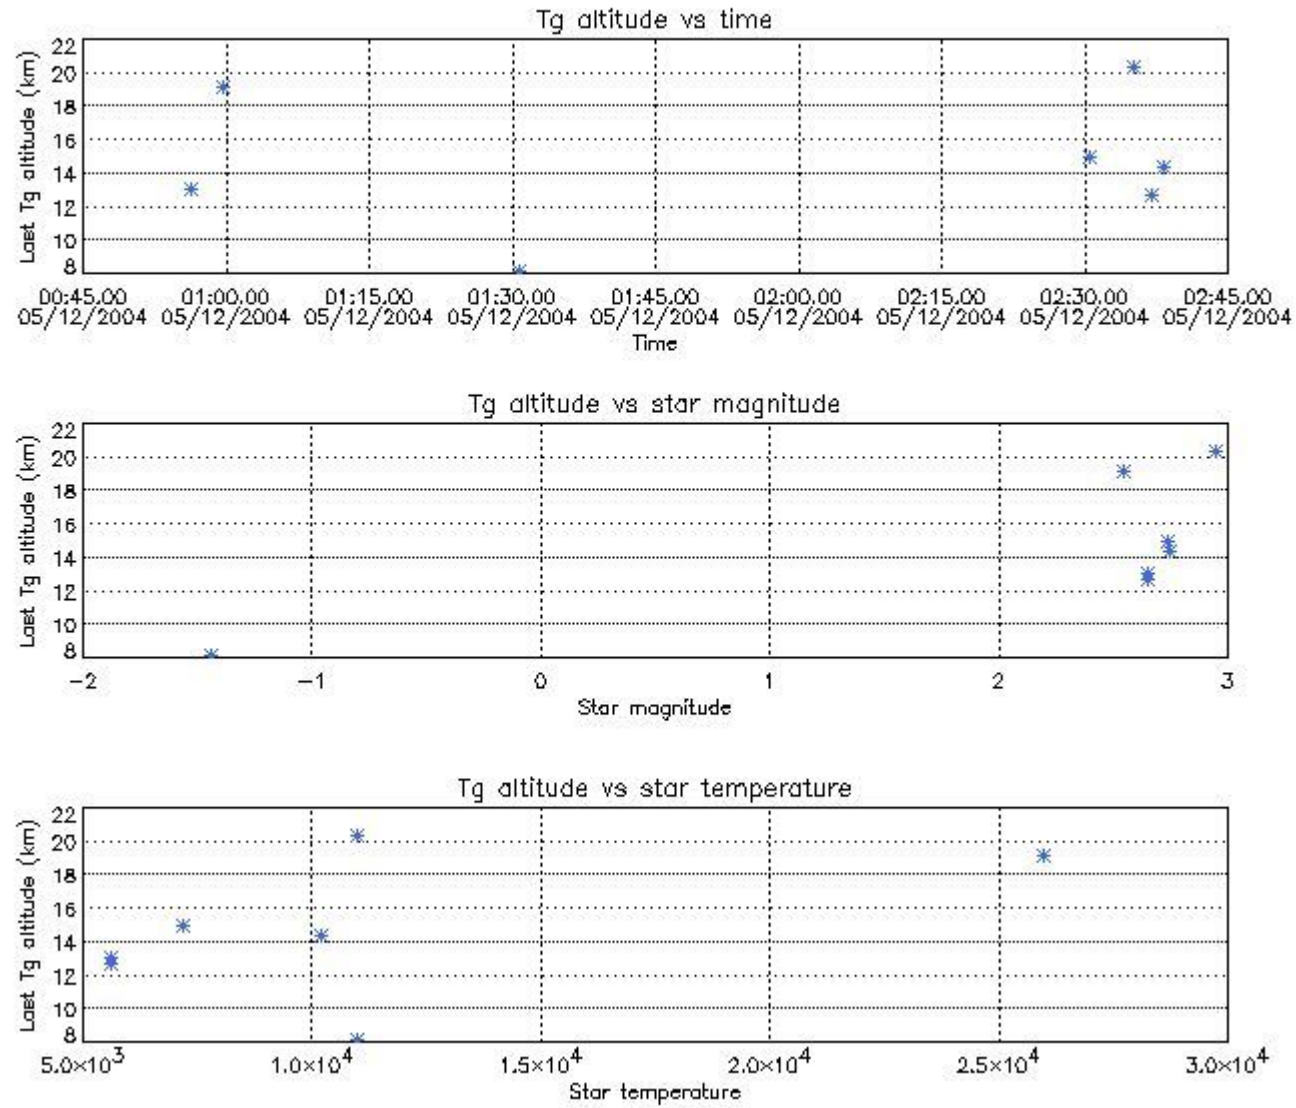 Tg altitude vs time
Last Tg altitude (km)
22
20
18
16
14
12
10
8
00:45.00 01:00.00 01:15.00 01:30.00 01:45.00 02:00.00 02:15.00 02:30.00 02:45.00
05/12/2004 05/12/2004 05/12/2004 05/12/2004 05/12/2004 05/12/2004 05/12/2004 05/12/2004 05/12/2004
Time
Tg altitude vs star magnitude
Last Tg altitude (km)
22
20
18
16
14
12
10
8
-2 -1 0 1 2 3
Star magnitude
Tg altitude vs star temperature
Last Tg altitude (km)
22
20
18
16
14
12
10
8
5.0×10³ 1.0×10⁴ 1.5×10⁴ 2.0×10⁴ 2.5×10⁴ 3.0×10⁴
Star temperature